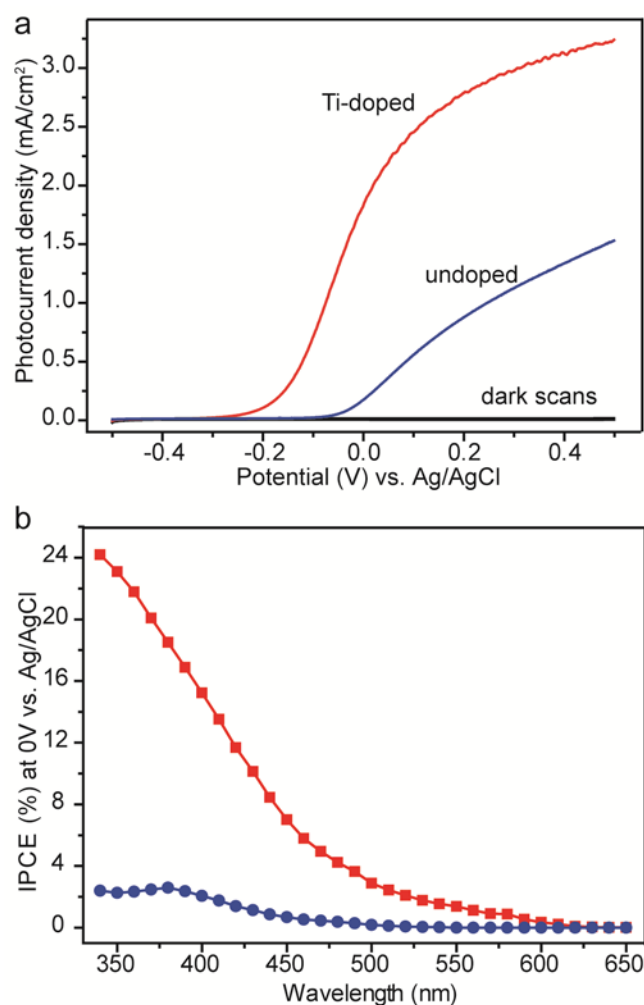 a
Photocurrent density (mA/cm²)
3.0
2.5
2.0
1.5
1.0
0.5
0.0
Ti-doped
undoped
dark scans
-0.4
-0.2
0.0
0.2
0.4
Potential (V) vs. Ag/AgCl
b
IPCE (%) at 0V vs. Ag/AgCl
24
20
16
12
8
4
0
350
400
450
500
550
600
650
Wavelength (nm)